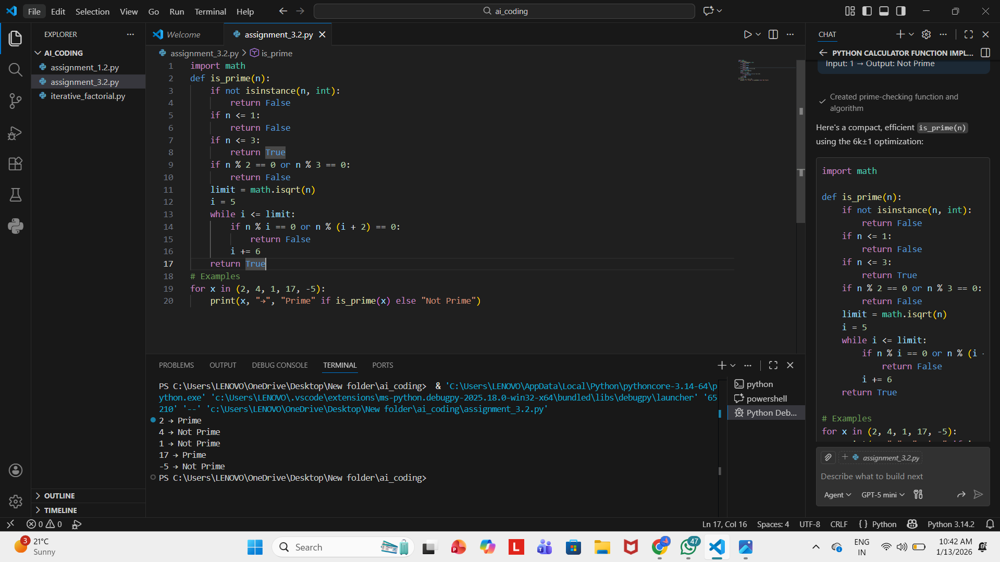 File Edit Selection View Go Run Terminal Help
ai_coding
EXPLORER
AI_CODING
assignment_1.2.py
assignment_3.2.py
iterative_factorial.py
OUTLINE
TIMELINE
Welcome
assignment_3.2.py
assignment_3.2.py > is_prime
1 import math
2 def is_prime(n):
3     if not isinstance(n, int):
4         return False
5     if n <= 1:
6         return False
7     if n <= 3:
8         return True
9     if n % 2 == 0 or n % 3 == 0:
10         return False
11     limit = math.isqrt(n)
12     i = 5
13     while i <= limit:
14         if n % i == 0 or n % (i + 2) == 0:
15             return False
16         i += 6
17     return True
18 # Examples
19 for x in (2, 4, 1, 17, -5):
20     print(x, "→", "Prime" if is_prime(x) else "Not Prime")
PROBLEMS OUTPUT DEBUG CONSOLE TERMINAL PORTS
PS C:\Users\LENOVO\OneDrive\Desktop\New folder\ai_coding>  & 'C:\Users\LENOVO\AppData\Local\Python\pythoncore-3.14-64\p
ython.exe' 'c:\Users\LENOVO\.vscode\extensions\ms-python.debugpy-2025.18.0-win32-x64\bundled\libs\debugpy\launcher' '65
210' '--' 'c:\Users\LENOVO\OneDrive\Desktop\New folder\ai_coding\assignment_3.2.py'
2 → Prime
4 → Not Prime
1 → Not Prime
17 → Prime
-5 → Not Prime
PS C:\Users\LENOVO\OneDrive\Desktop\New folder\ai_coding>
python
powershell
Python Deb...
CHAT
PYTHON CALCULATOR FUNCTION IMPL...
Input: 1 → Output: Not Prime
Created prime-checking function and
algorithm
Here's a compact, efficient is_prime(n)
using the 6k±1 optimization:
import math
def is_prime(n):
    if not isinstance(n, int):
        return False
    if n <= 1:
        return False
    if n <= 3:
        return True
    if n % 2 == 0 or n % 3 == 0:
        return False
    limit = math.isqrt(n)
    i = 5
    while i <= limit:
        if n % i == 0 or n % (i
            return False
        i += 6
    return True
# Examples
for x in (2, 4, 1, 17, -5):
assignment_3.2.py
Describe what to build next
Agent GPT-5 mini
0 0
Ln 17, Col 16 Spaces: 4 UTF-8 CRLF { } Python Python 3.14.2
3 21°C
Sunny
Search
P
L
T
47
ENG
IN
10:42 AM
1/13/2026